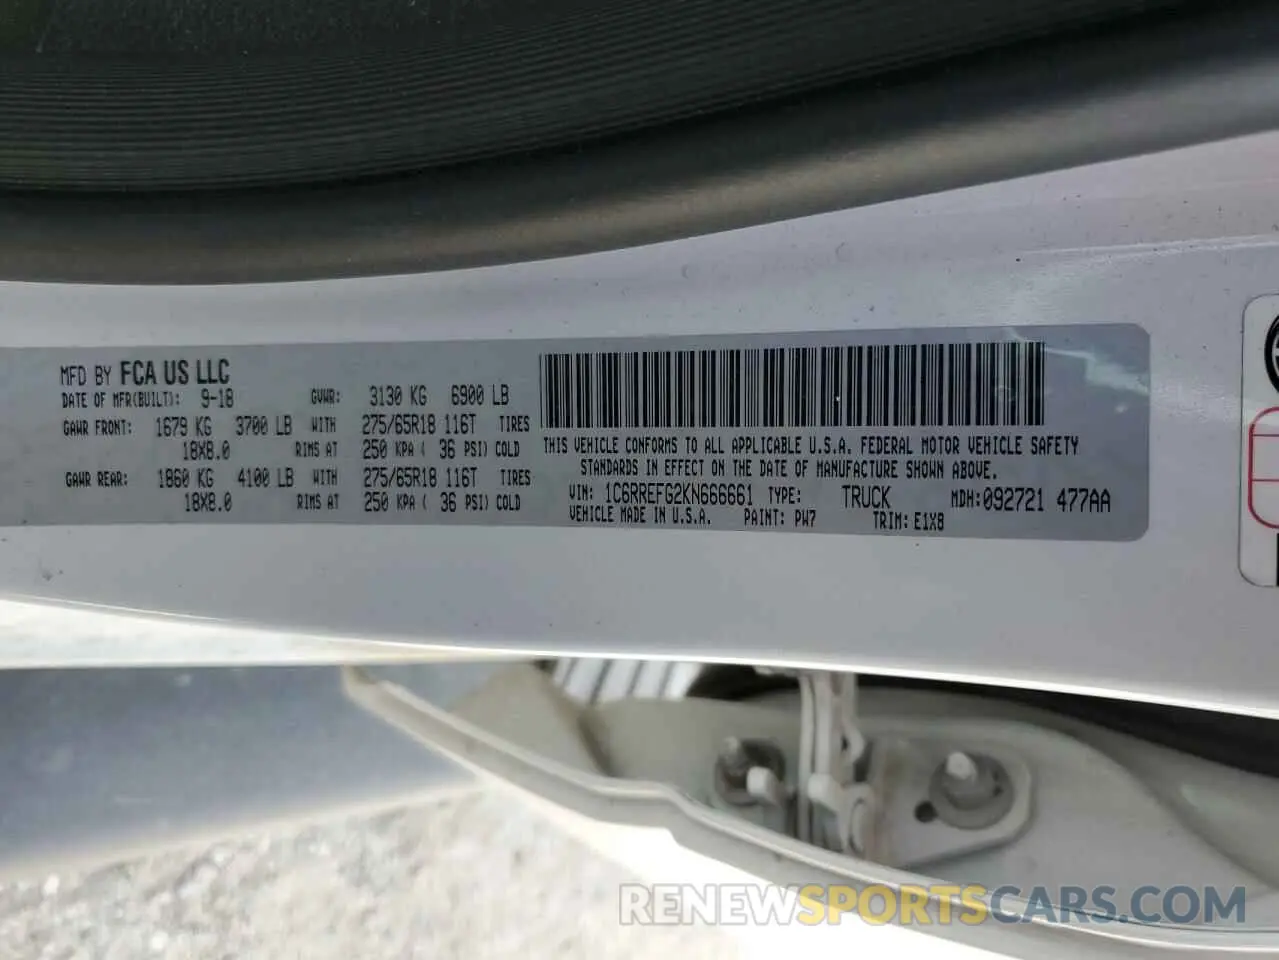 MFD BY FCA US LLC
DATE OF MFR(BUILT): 9-18 GVWR: 3130 KG 6900 LB
GAWR FRONT: 1679 KG 3700 LB WITH 275/65R18 116T TIRES
18X8.0 RIMS AT 250 KPA ( 36 PSI) COLD
GAWR REAR: 1860 KG 4100 LB WITH 275/65R18 116T TIRES
18X8.0 RIMS AT 250 KPA ( 36 PSI) COLD
THIS VEHICLE CONFORMS TO ALL APPLICABLE U.S.A. FEDERAL MOTOR VEHICLE SAFETY
STANDARDS IN EFFECT ON THE DATE OF MANUFACTURE SHOWN ABOVE.
VIN: 1C6RREFG2KN666661 TYPE: TRUCK MDH:092721 477AA
VEHICLE MADE IN U.S.A. PAINT: PW7 TRIM: E1X8
RENEWSPORTSCARS.COM